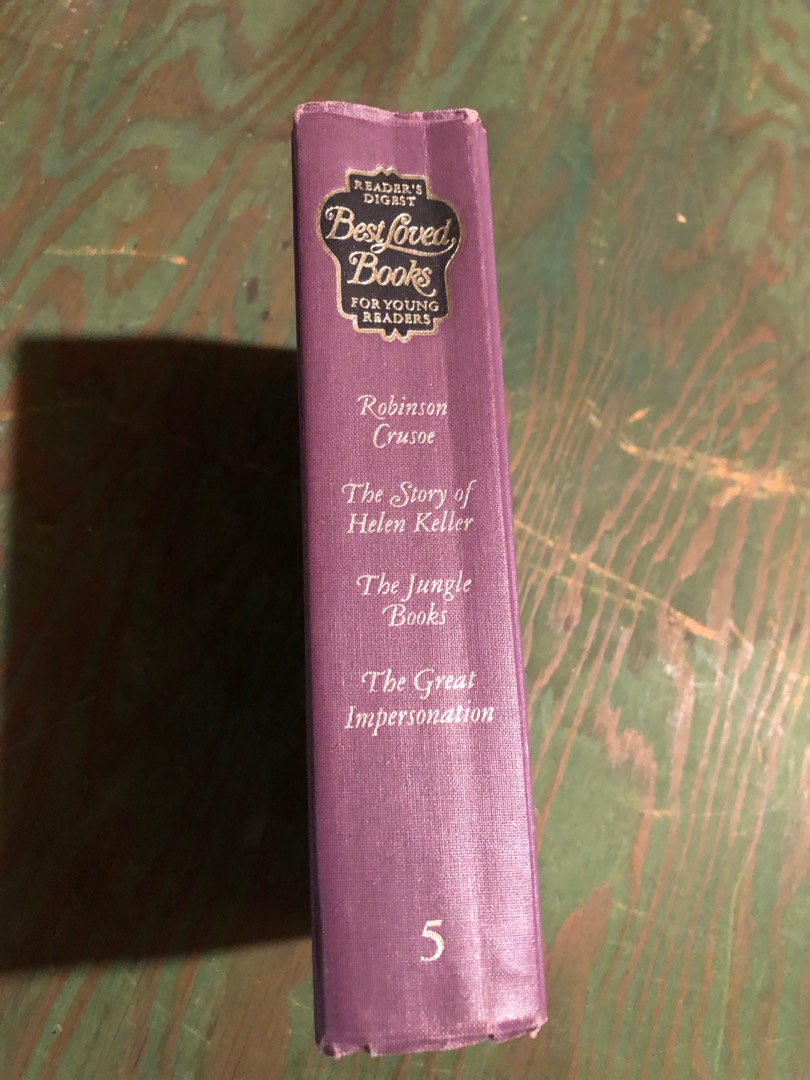 READER'S
DIGEST
Best Loved
Books
FOR YOUNG
READERS
Robinson
Crusoe
The Story of
Helen Keller
The Jungle
Books
The Great
Impersonation
5